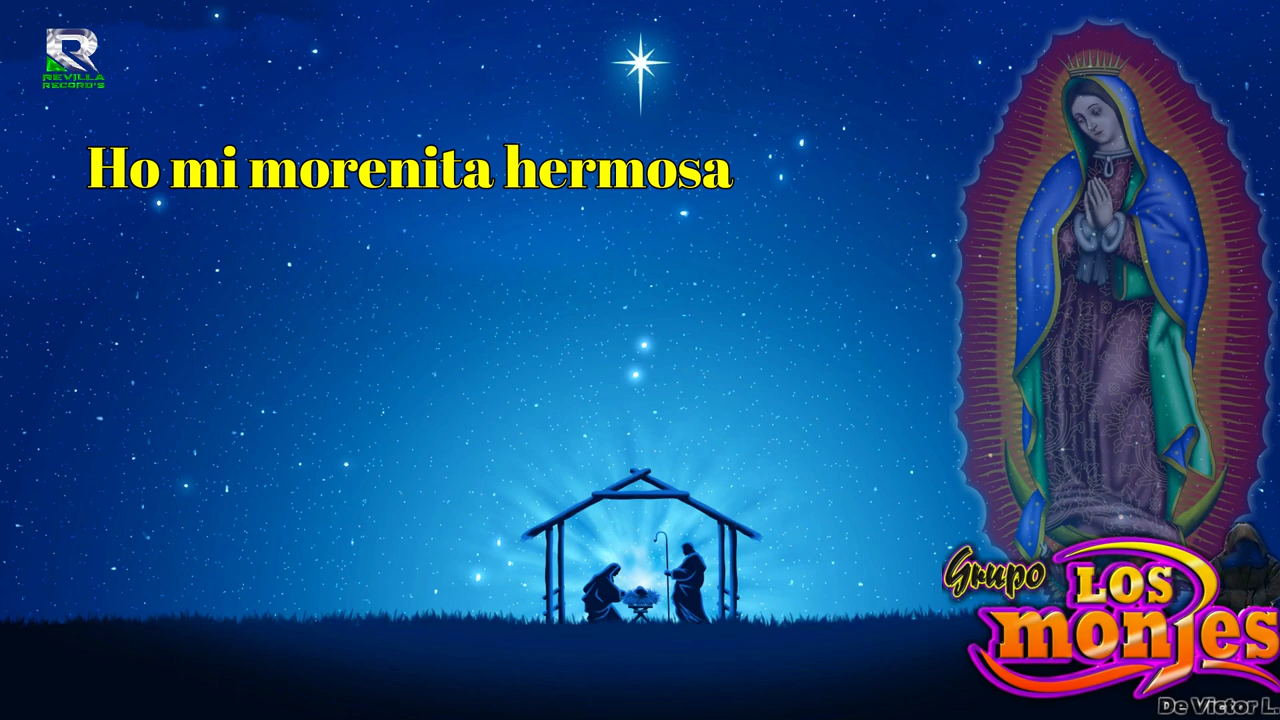 R
REVILLA
RECORD'S
Ho mi morenita hermosa
Grupo
LOS
monjes
De Victor L.